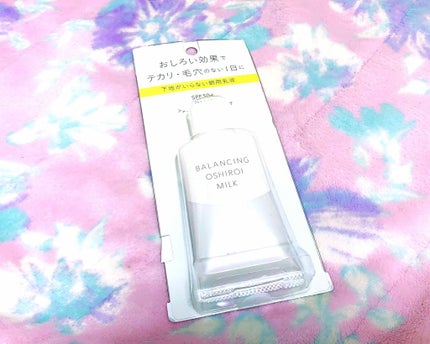 おしろい効果で
テカリ・毛穴のない1日に
下地がいらない朝用乳液
SPF50+
BALANCING
OSHIROI
MILK